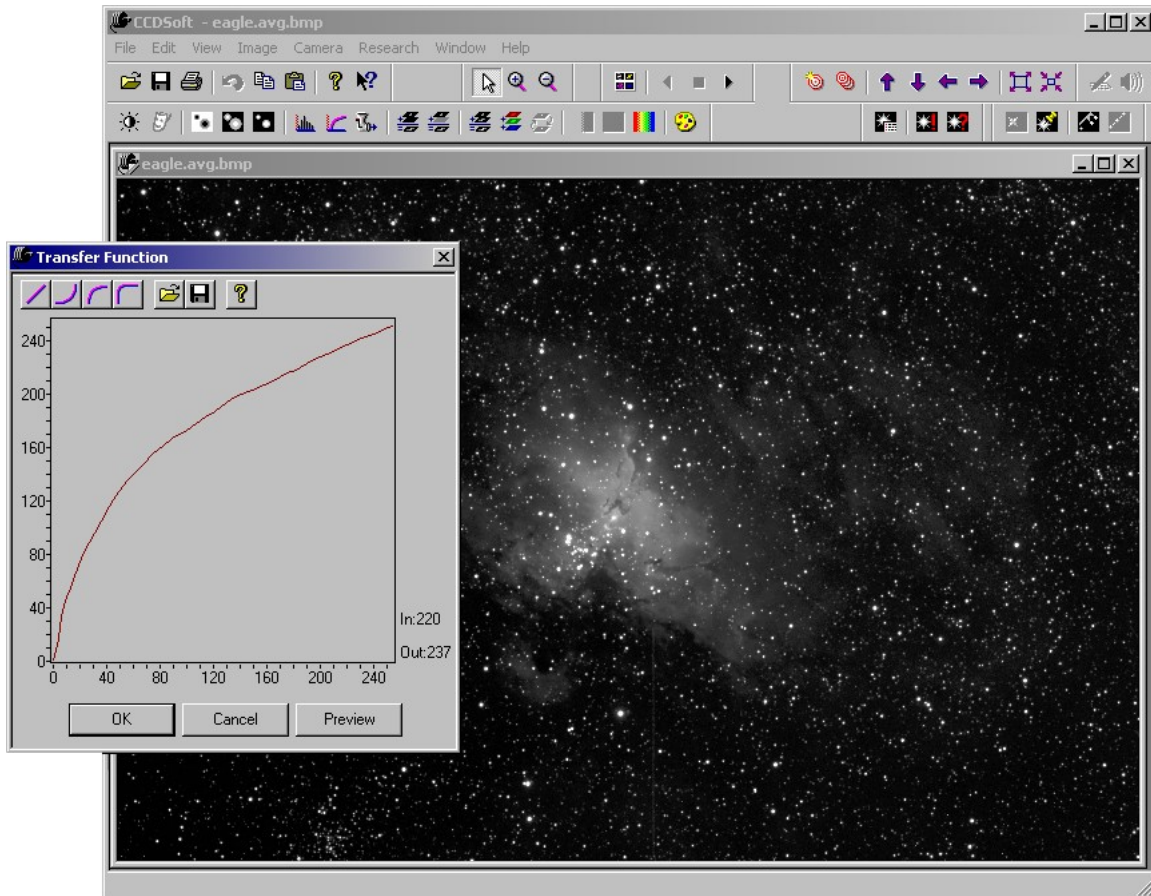 CCDSoft - eagle.avg.bmp
File Edit View Image Camera Research Window Help
eagle.avg.bmp
Transfer Function
240
200
160
120
80
40
0
0 40 80 120 160 200 240
In:220
Out:237
OK Cancel Preview